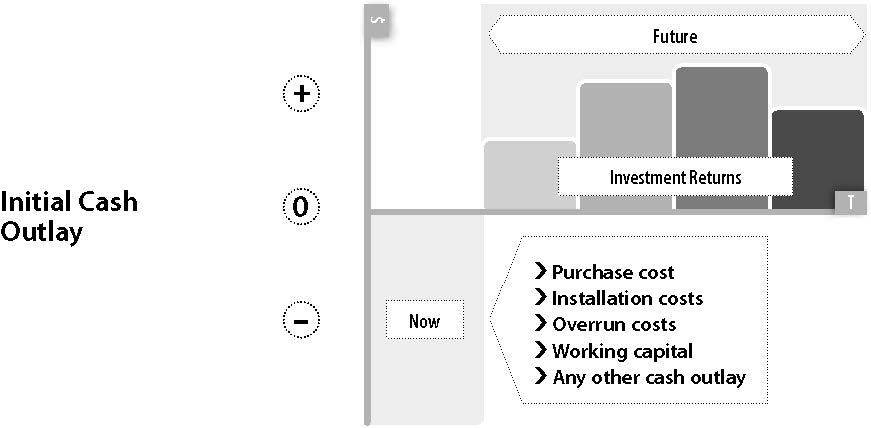 $
Future
+
Investment Returns
Initial Cash
Outlay
0
T
❯ Purchase cost
❯ Installation costs
❯ Overrun costs
❯ Working capital
❯ Any other cash outlay
–
Now